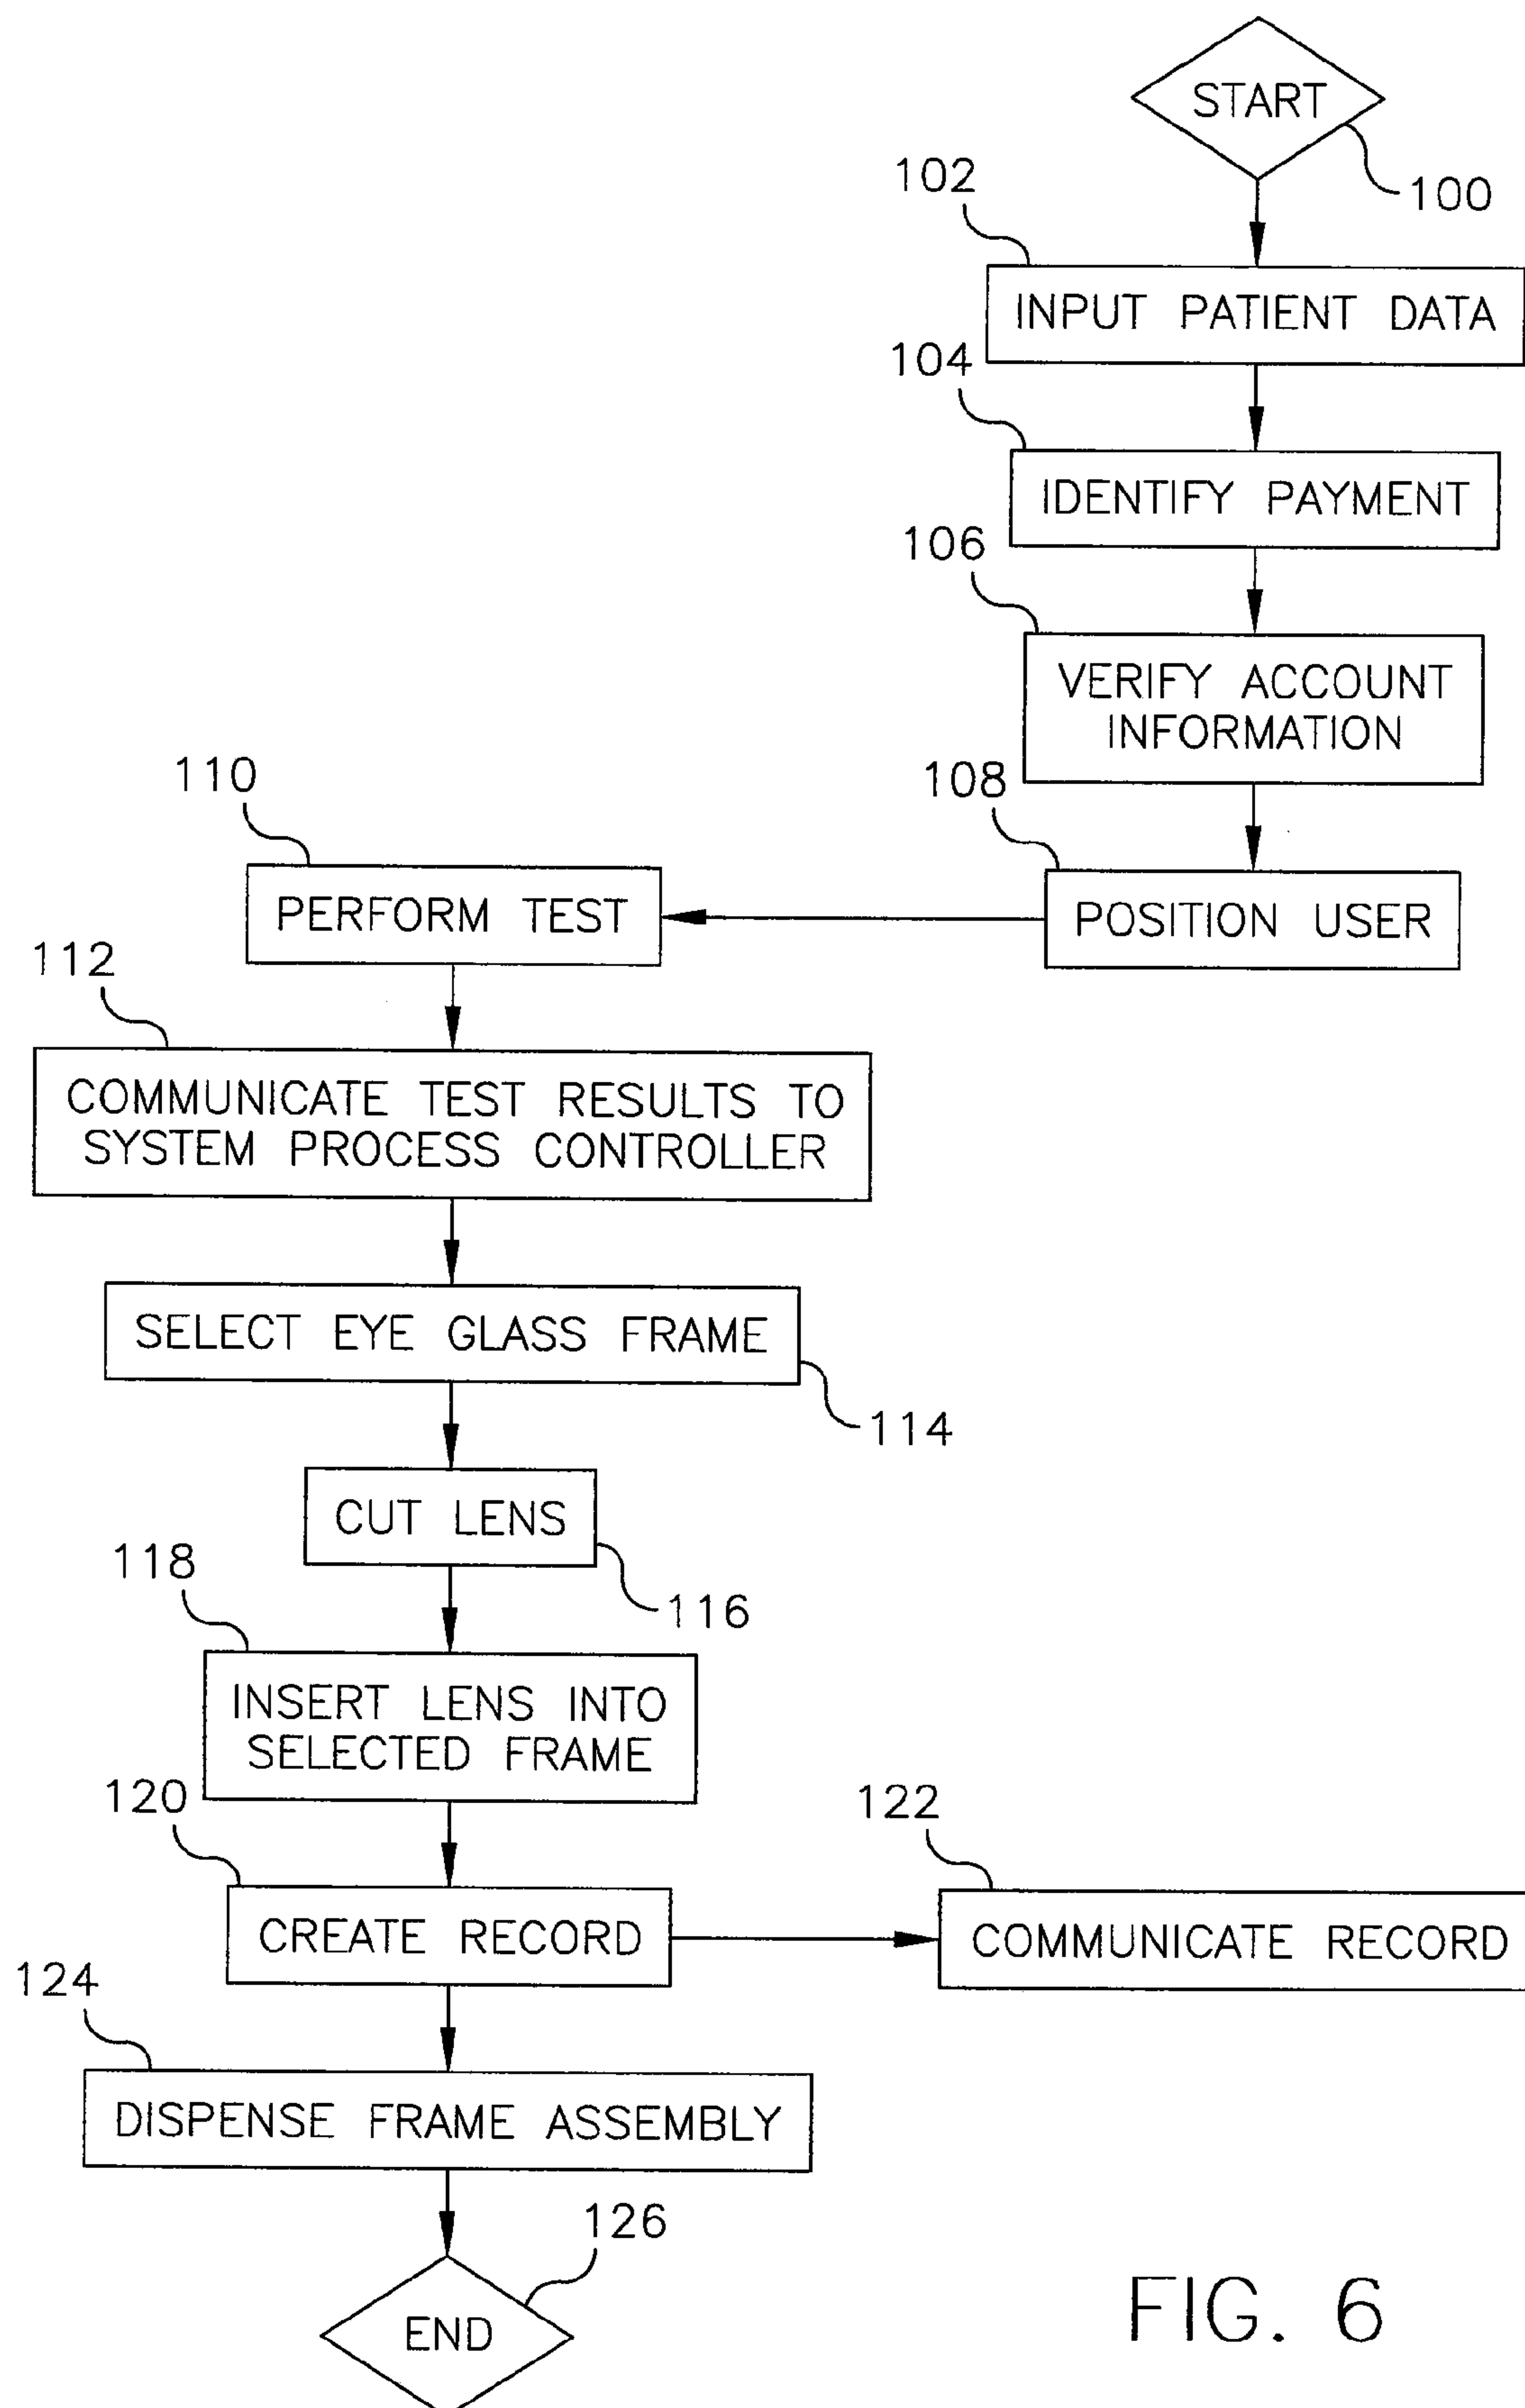 START
100
102
INPUT PATIENT DATA
104
IDENTIFY PAYMENT
106
VERIFY ACCOUNT
INFORMATION
108
POSITION USER
110
PERFORM TEST
112
COMMUNICATE TEST RESULTS TO
SYSTEM PROCESS CONTROLLER
SELECT EYE GLASS FRAME
114
CUT LENS
116
118
INSERT LENS INTO
SELECTED FRAME
120
CREATE RECORD
122
COMMUNICATE RECORD
124
DISPENSE FRAME ASSEMBLY
126
END
FIG. 6